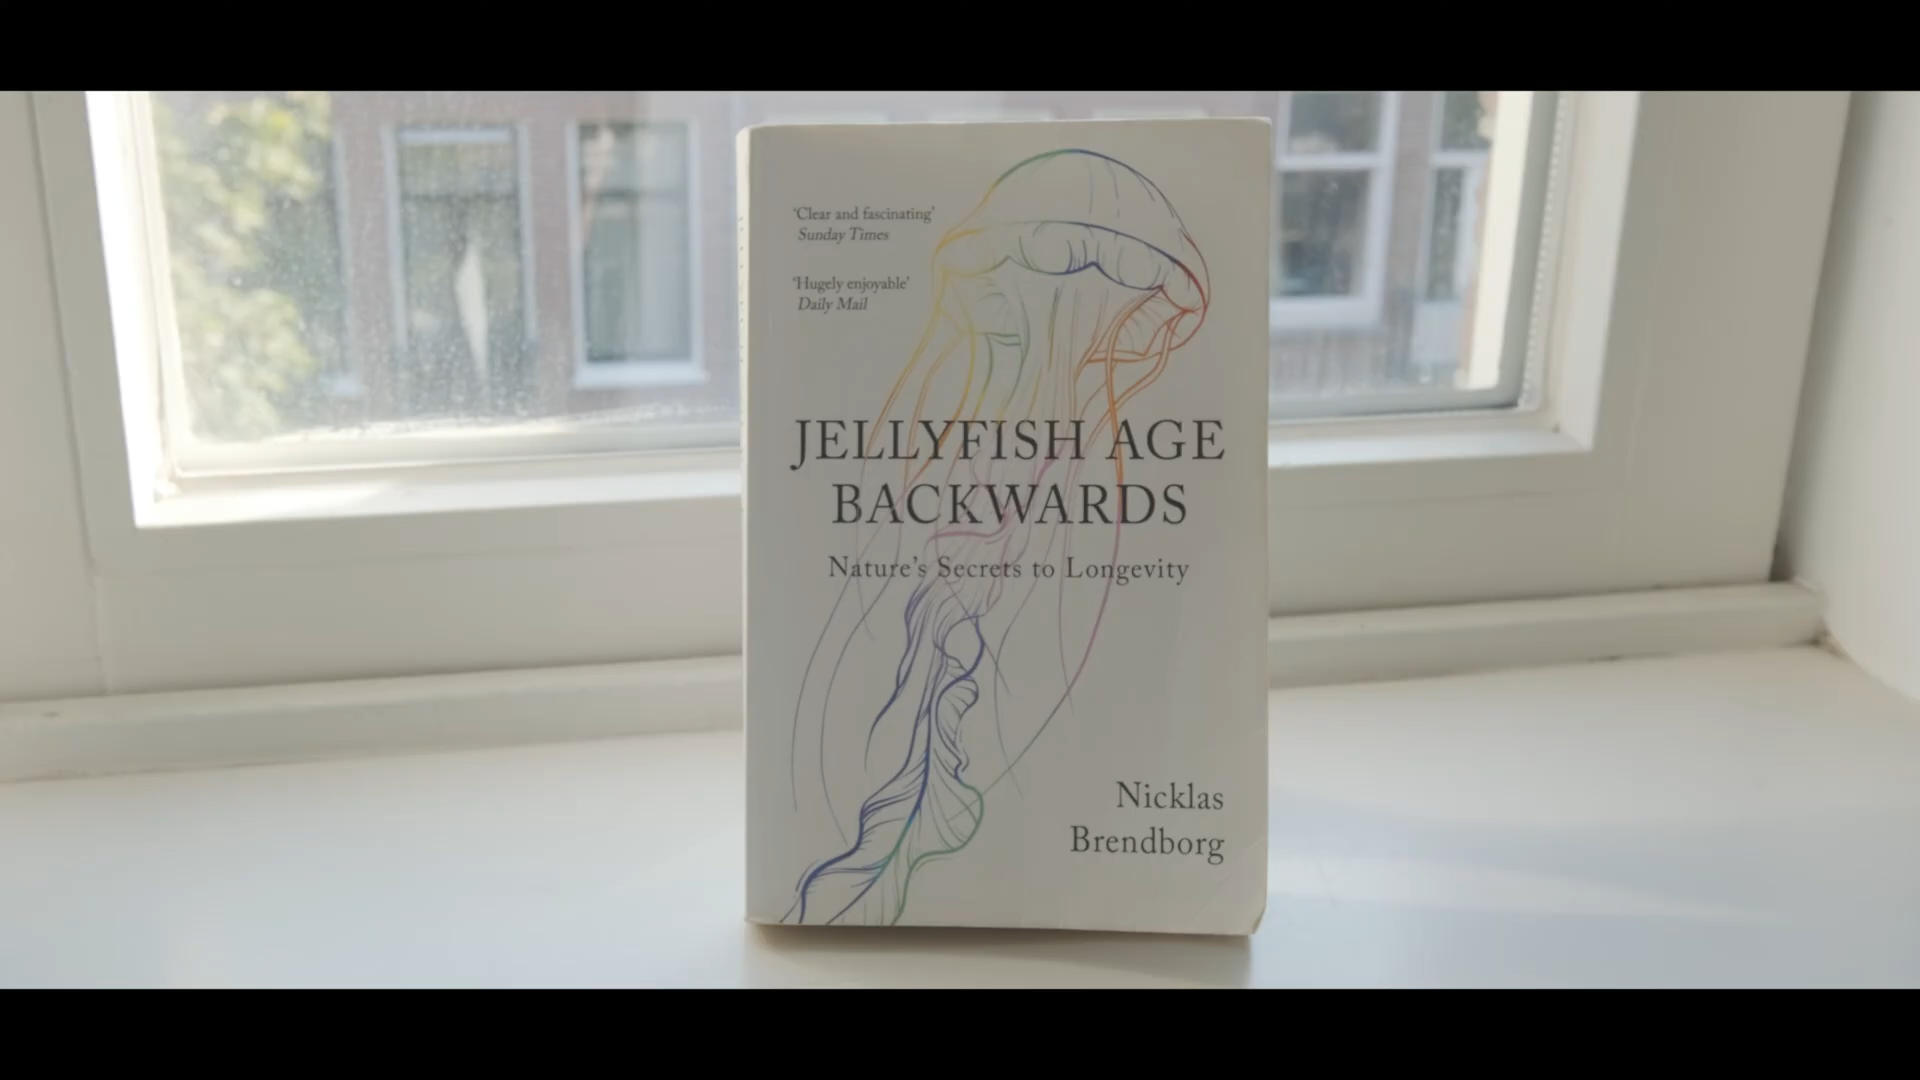 ‘Clear and fascinating’
Sunday Times
‘Hugely enjoyable’
Daily Mail
JELLYFISH AGE
BACKWARDS
Nature's Secrets to Longevity
Nicklas
Brendborg